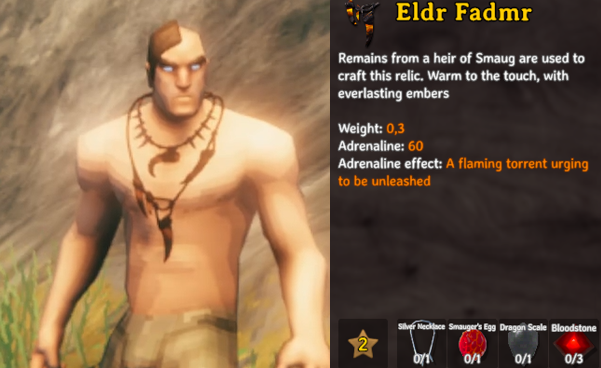 Eldr Fadmr
Remains from a heir of Smaug are used to
craft this relic. Warm to the touch, with
everlasting embers
Weight: 0,3
Adrenaline: 60
Adrenaline effect: A flaming torrent urging
to be unleashed
2
Silver Necklace
0/1
Smauger's Egg
0/1
Dragon Scale
0/1
Bloodstone
0/3